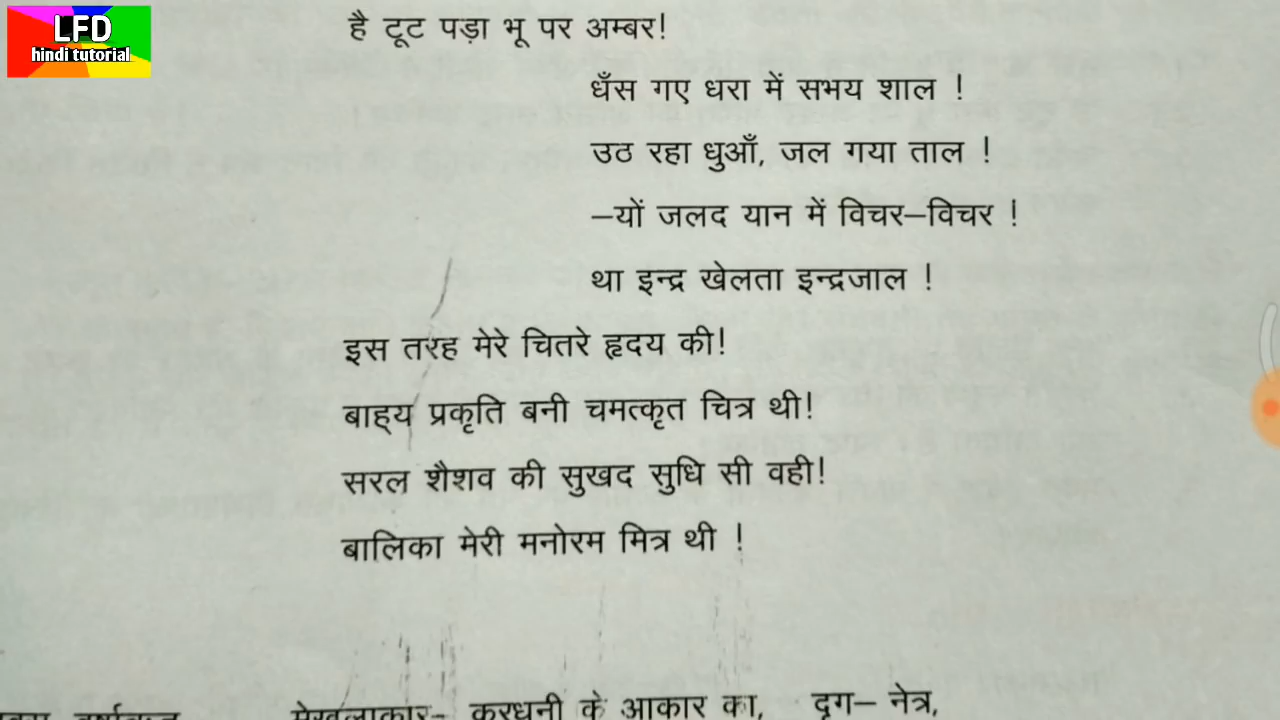 LFD
hindi tutorial
है टूट पड़ा भू पर अम्बर!
धँस गए धरा में सभय शाल !
उठ रहा धुआँ, जल गया ताल !
–यों जलद यान में विचर–विचर !
था इन्द्र खेलता इन्द्रजाल !
इस तरह मेरे चितरे हृदय की!
बाह्य प्रकृति बनी चमत्कृत चित्र थी!
सरल शैशव की सुखद सुधि सी वही!
बालिका मेरी मनोरम मित्र थी !
मेखलाकार– करधनी के आकार का, दृग– नेत्र,